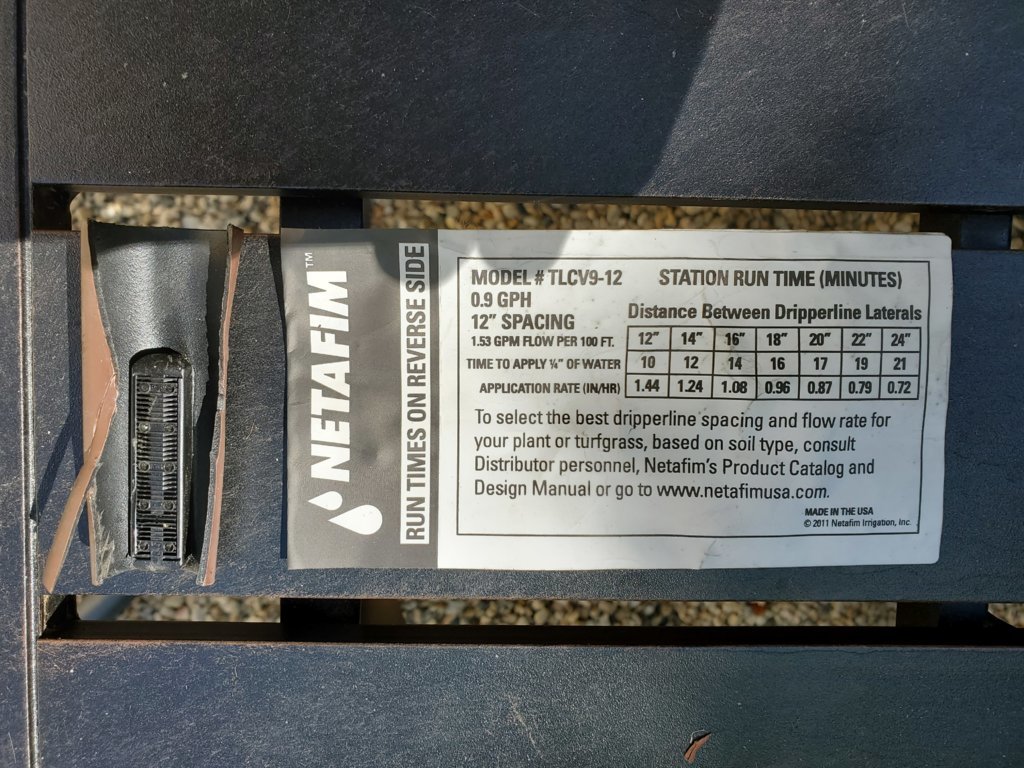 NETAFIM™
RUN TIMES ON REVERSE SIDE
MODEL # TLCV9-12
0.9 GPH
12" SPACING
1.53 GPM FLOW PER 100 FT.
STATION RUN TIME (MINUTES)
Distance Between Dripperline Laterals
12" 14" 16" 18" 20" 22" 24"
TIME TO APPLY ¼" OF WATER 10 12 14 16 17 19 21
APPLICATION RATE (IN/HR) 1.44 1.24 1.08 0.96 0.87 0.79 0.72
To select the best dripperline spacing and flow rate for
your plant or turfgrass, based on soil type, consult
Distributor personnel, Netafim's Product Catalog and
Design Manual or go to www.netafimusa.com.
MADE IN THE USA
© 2011 Netafim Irrigation, Inc.